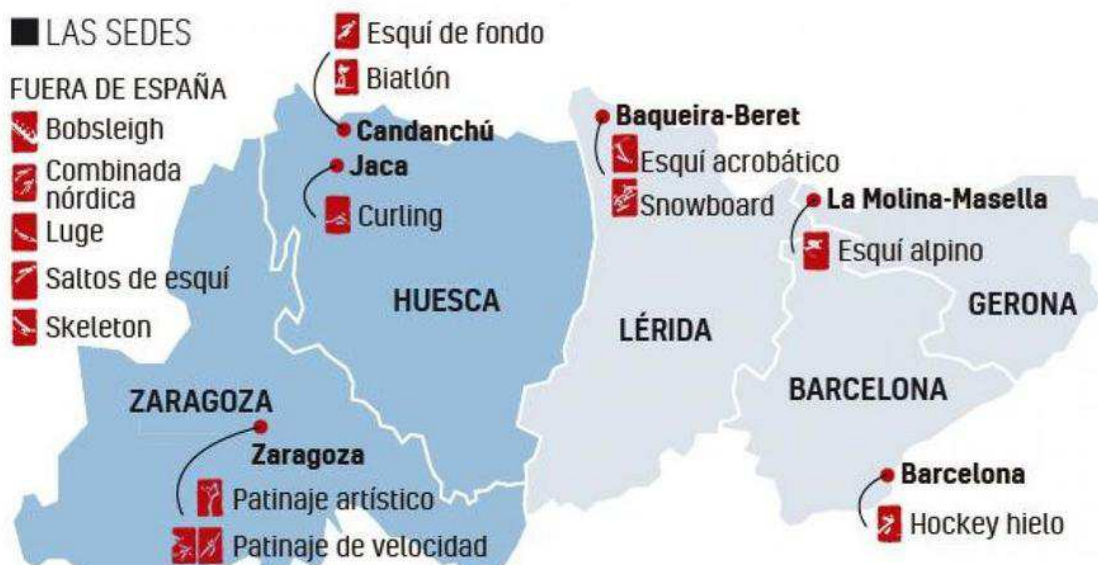 LAS SEDES
FUERA DE ESPAÑA
Bobsleigh
Combinada
nórdica
Luge
Saltos de esquí
Skeleton
Esquí de fondo
Biatlón
Candanchú
Jaca
Curling
HUESCA
ZARAGOZA
Zaragoza
Patinaje artístico
Patinaje de velocidad
Baqueira-Beret
Esquí acrobático
Snowboard
LÉRIDA
La Molina-Masella
Esquí alpino
GERONA
BARCELONA
Barcelona
Hockey hielo